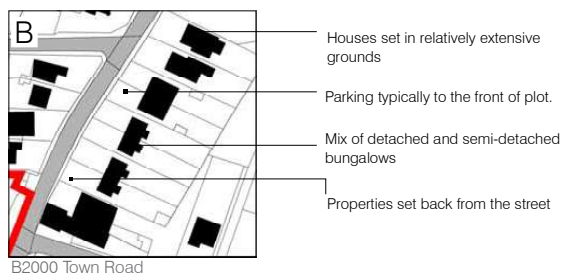 B
Houses set in relatively extensive
grounds
Parking typically to the front of plot.
Mix of detached and semi-detached
bungalows
Properties set back from the street
B2000 Town Road